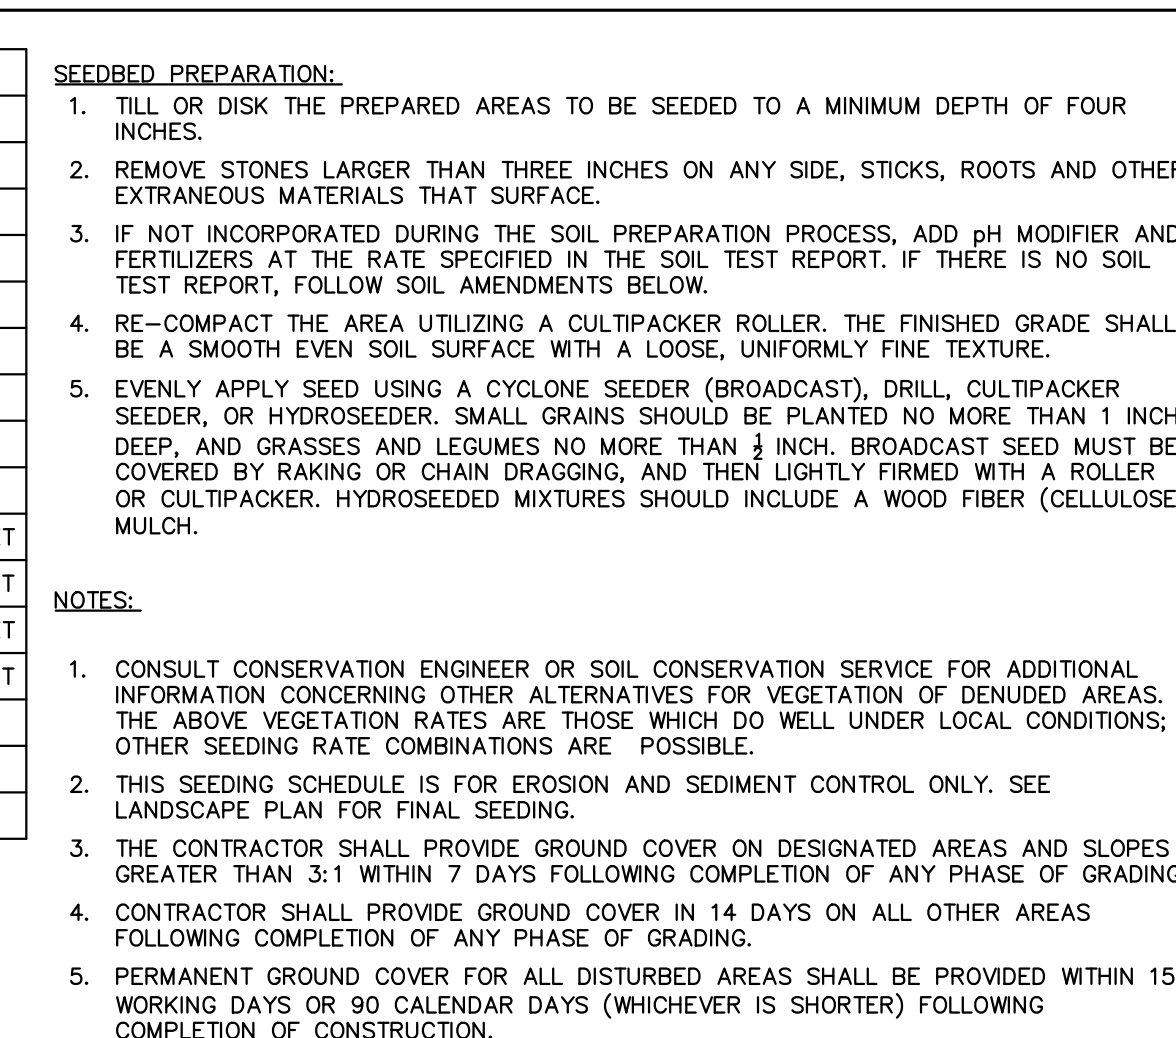 SEEDBED PREPARATION:
1. TILL OR DISK THE PREPARED AREAS TO BE SEEDED TO A MINIMUM DEPTH OF FOUR
INCHES.
2. REMOVE STONES LARGER THAN THREE INCHES ON ANY SIDE, STICKS, ROOTS AND OTHER
EXTRANEOUS MATERIALS THAT SURFACE.
3. IF NOT INCORPORATED DURING THE SOIL PREPARATION PROCESS, ADD pH MODIFIER AND
FERTILIZERS AT THE RATE SPECIFIED IN THE SOIL TEST REPORT. IF THERE IS NO SOIL
TEST REPORT, FOLLOW SOIL AMENDMENTS BELOW.
4. RE-COMPACT THE AREA UTILIZING A CULTIPACKER ROLLER. THE FINISHED GRADE SHALL
BE A SMOOTH EVEN SOIL SURFACE WITH A LOOSE, UNIFORMLY FINE TEXTURE.
5. EVENLY APPLY SEED USING A CYCLONE SEEDER (BROADCAST), DRILL, CULTIPACKER
SEEDER, OR HYDROSEEDER. SMALL GRAINS SHOULD BE PLANTED NO MORE THAN 1 INCH
DEEP, AND GRASSES AND LEGUMES NO MORE THAN ½ INCH. BROADCAST SEED MUST BE
COVERED BY RAKING OR CHAIN DRAGGING, AND THEN LIGHTLY FIRMED WITH A ROLLER
OR CULTIPACKER. HYDROSEEDED MIXTURES SHOULD INCLUDE A WOOD FIBER (CELLULOSE
MULCH.
T
T
T
T
NOTES:
1. CONSULT CONSERVATION ENGINEER OR SOIL CONSERVATION SERVICE FOR ADDITIONAL
INFORMATION CONCERNING OTHER ALTERNATIVES FOR VEGETATION OF DENUDED AREAS.
THE ABOVE VEGETATION RATES ARE THOSE WHICH DO WELL UNDER LOCAL CONDITIONS;
OTHER SEEDING RATE COMBINATIONS ARE POSSIBLE.
2. THIS SEEDING SCHEDULE IS FOR EROSION AND SEDIMENT CONTROL ONLY. SEE
LANDSCAPE PLAN FOR FINAL SEEDING.
3. THE CONTRACTOR SHALL PROVIDE GROUND COVER ON DESIGNATED AREAS AND SLOPES
GREATER THAN 3:1 WITHIN 7 DAYS FOLLOWING COMPLETION OF ANY PHASE OF GRADING
4. CONTRACTOR SHALL PROVIDE GROUND COVER IN 14 DAYS ON ALL OTHER AREAS
FOLLOWING COMPLETION OF ANY PHASE OF GRADING.
5. PERMANENT GROUND COVER FOR ALL DISTURBED AREAS SHALL BE PROVIDED WITHIN 15
WORKING DAYS OR 90 CALENDAR DAYS (WHICHEVER IS SHORTER) FOLLOWING
COMPLETION OF CONSTRUCTION.